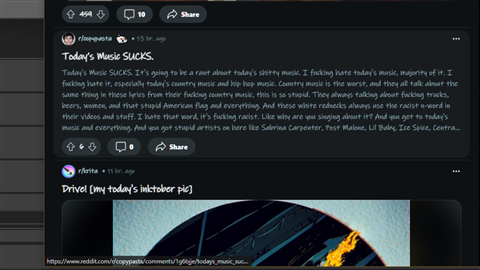 454 10 Share
r/copypasta • 13 hr. ago
Today's Music SUCKS.
Today's Music SUCKS. It's going to be a rant about today's shitty music. I fucking hate today's music, majority of it. I
fucking hate it, especially today's country music and hip hop music. Country music is the worst, and they all talk about the
same thing in these lyrics from their fucking country music, this is so stupid. They always talking about fucking trucks,
beers, women, and that stupid American flag and everything. And these white rednecks always use the racist n-word in
their videos and stuff. I hate that word, it's fucking racist. Like why are you singing about it? And you get to today's
music and everything. And you got stupid artists on here like Sabrina Carpenter, Post Malone, Lil Baby, Ice Spice, Centra...
6 0 Share
r/krita • 11 hr. ago
Drive! [my today's inktober pic]
https://www.reddit.com/r/copypasta/comments/1g6bjje/todays_music_suc...